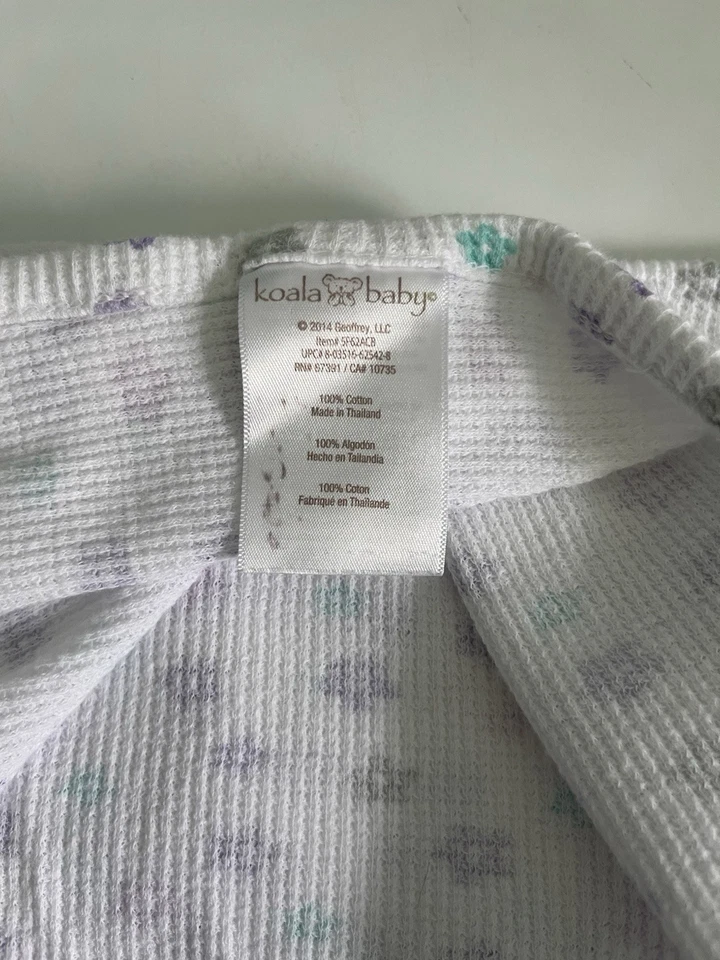 koala baby©
© 2014 Geoffrey, LLC
Item# 5F62ACB
UPC# 8-03516-62542-8
RN# 67391 / CA# 10735
100% Cotton
Made in Thailand
100% Algodón
Hecho en Tailandia
100% Coton
Fabriqué en Thaïlande